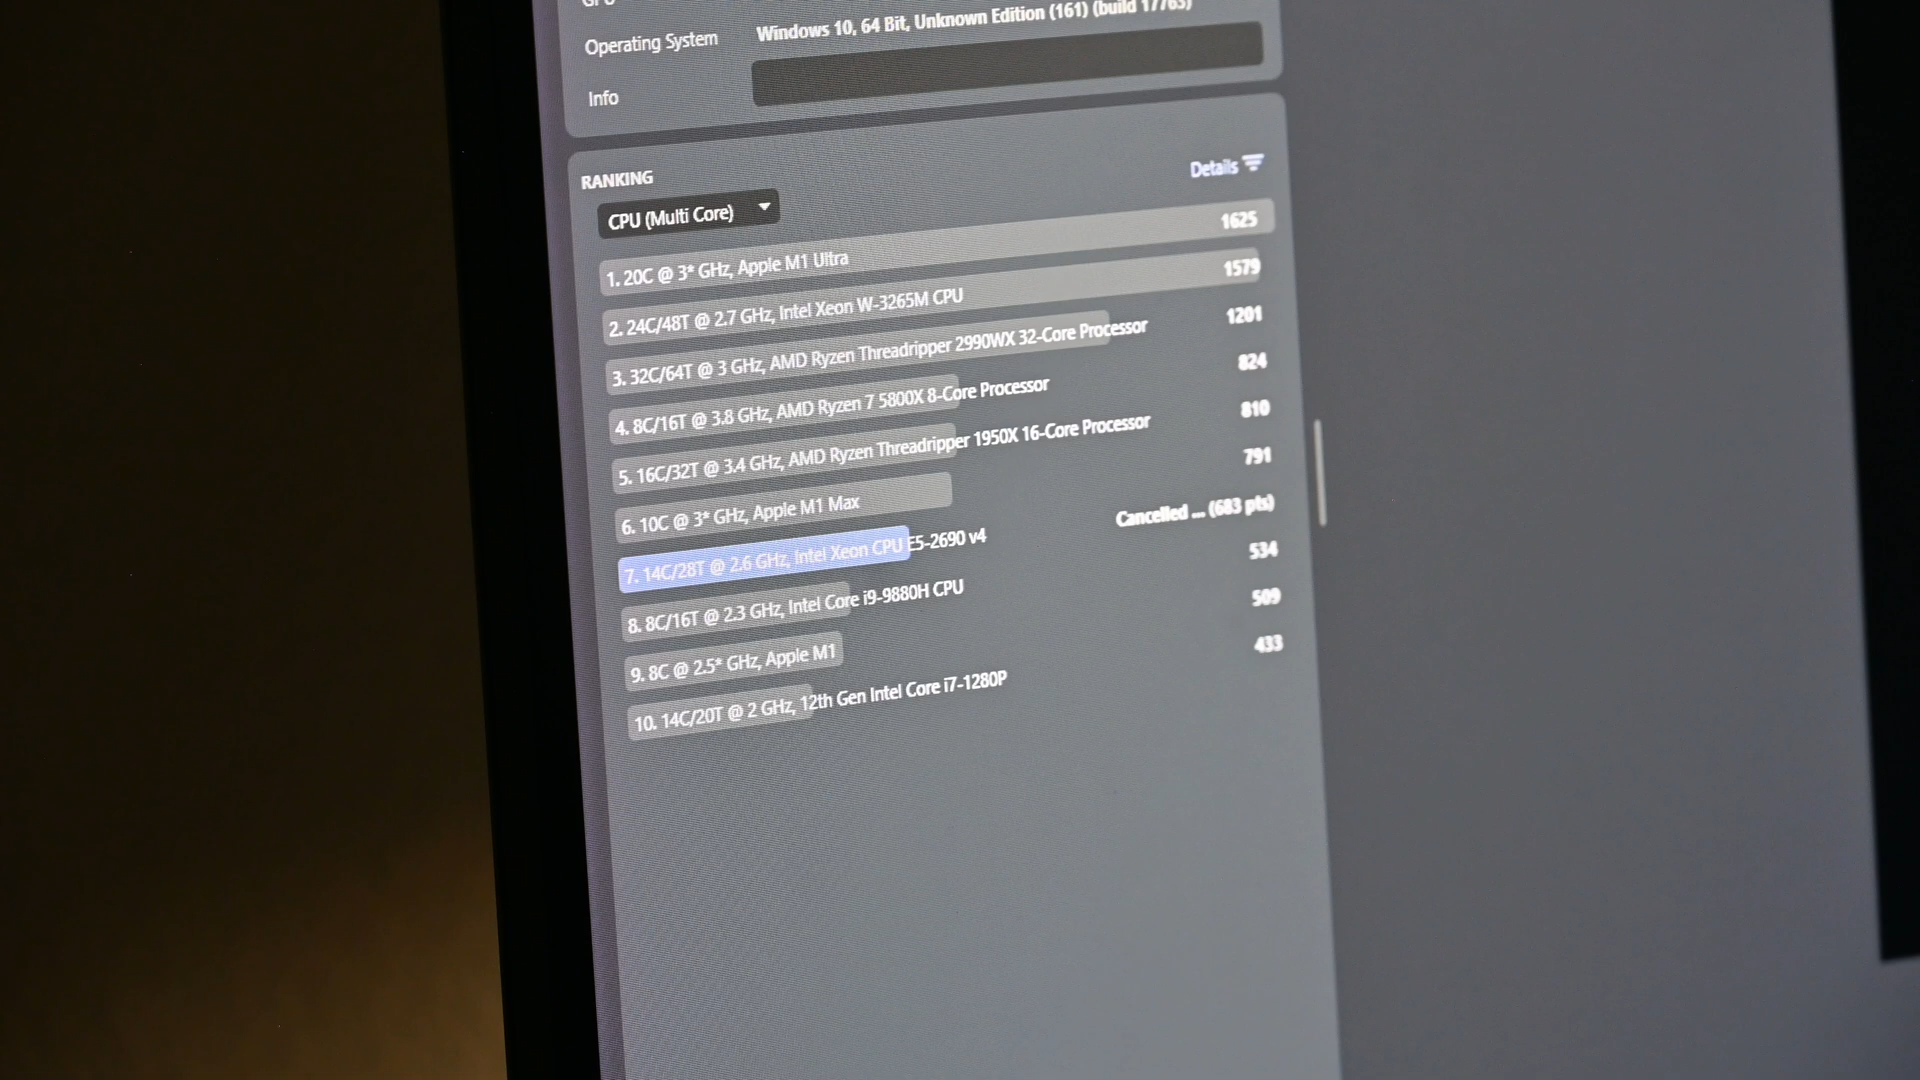 GPU
Operating System Windows 10, 64 Bit, Unknown Edition (161) (build 17763)
Info
RANKING
Details
CPU (Multi Core)
1. 20C @ 3* GHz, Apple M1 Ultra 1625
2. 24C/48T @ 2.7 GHz, Intel Xeon W-3265M CPU 1579
3. 32C/64T @ 3 GHz, AMD Ryzen Threadripper 2990WX 32-Core Processor 1201
4. 8C/16T @ 3.8 GHz, AMD Ryzen 7 5800X 8-Core Processor 824
5. 16C/32T @ 3.4 GHz, AMD Ryzen Threadripper 1950X 16-Core Processor 810
6. 10C @ 3* GHz, Apple M1 Max 791
7. 14C/28T @ 2.6 GHz, Intel Xeon CPU E5-2690 v4 Cancelled ... (683 pts)
8. 8C/16T @ 2.3 GHz, Intel Core i9-9880H CPU 534
9. 8C @ 2.5* GHz, Apple M1 509
10. 14C/20T @ 2 GHz, 12th Gen Intel Core i7-1280P 433